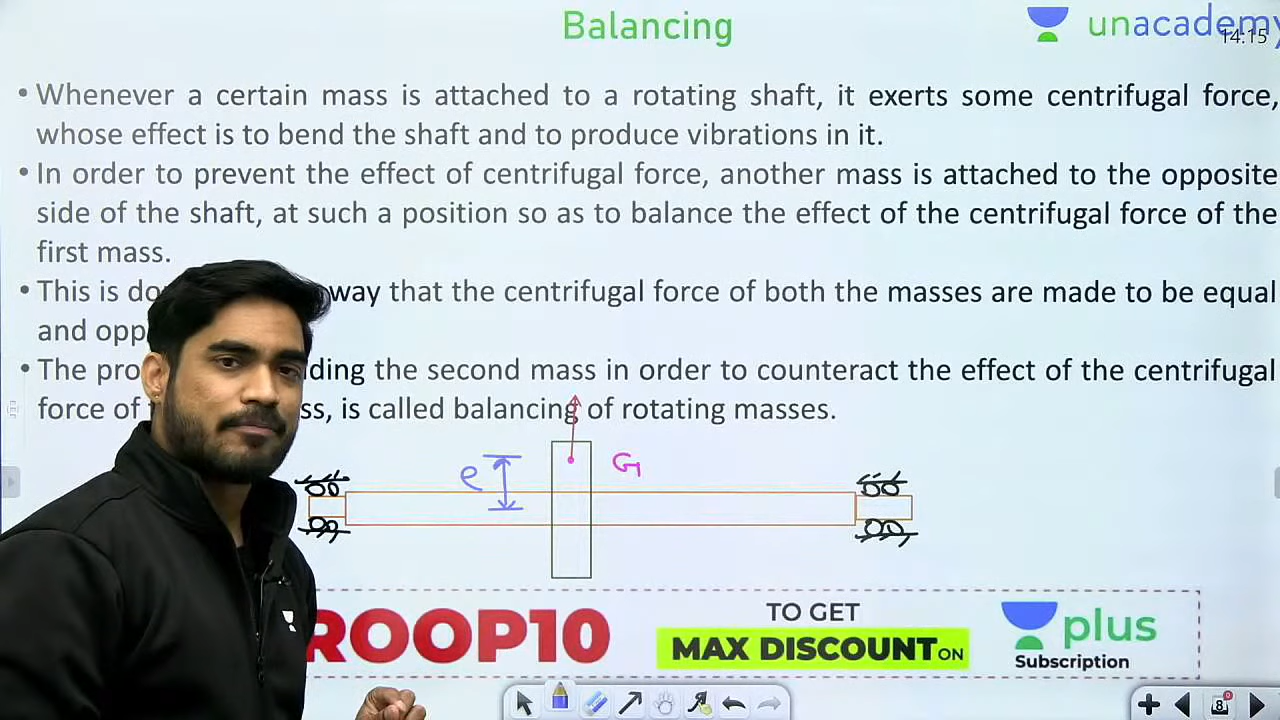 Balancing
unacademy
14:15
• Whenever a certain mass is attached to a rotating shaft, it exerts some centrifugal force,
whose effect is to bend the shaft and to produce vibrations in it.
• In order to prevent the effect of centrifugal force, another mass is attached to the opposite
side of the shaft, at such a position so as to balance the effect of the centrifugal force of the
first mass.
• This is way that the centrifugal force of both the masses are made to be equal
and
• The the second mass in order to counteract the effect of the centrifugal
force of is called balancing of rotating masses.
G
e
ROOP10
TO GET
MAX DISCOUNT ON
plus
Subscription
8